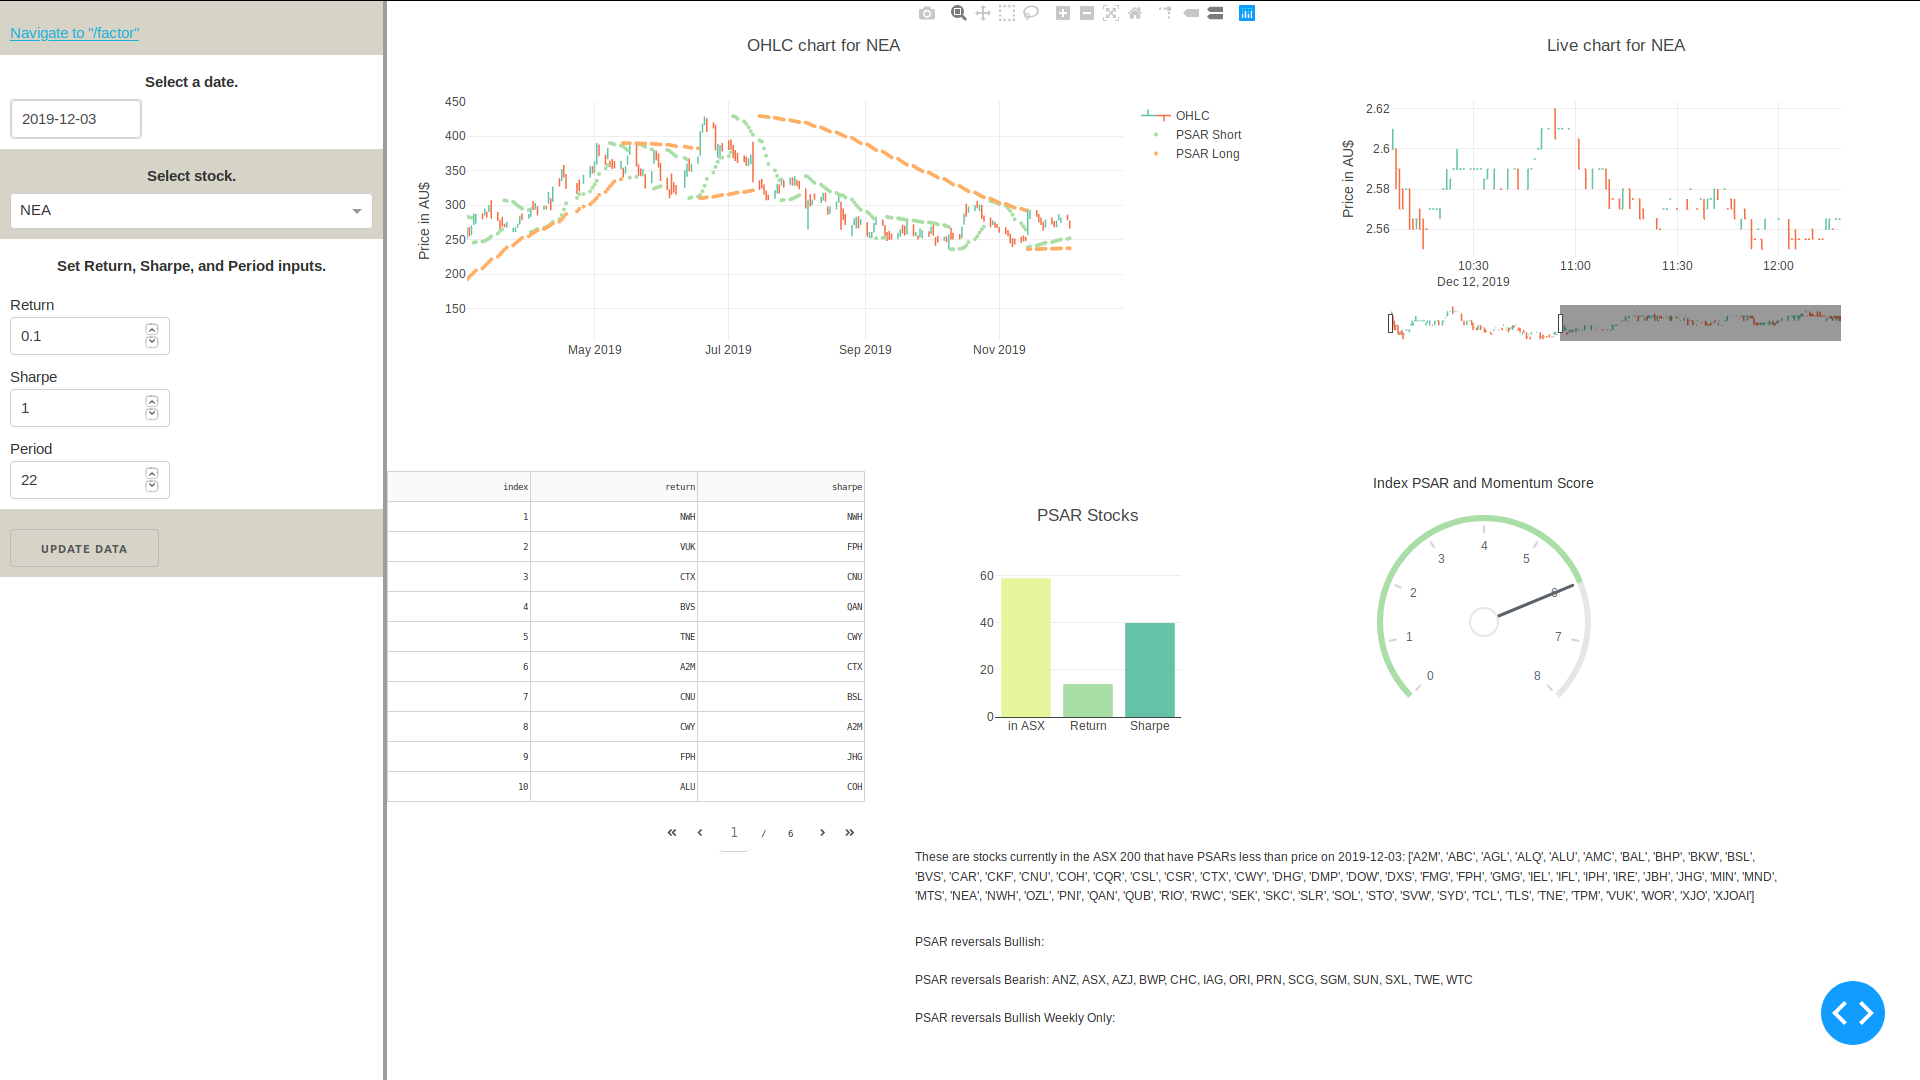 Navigate to "/factor"
Select a date.
2019-12-03
Select stock.
NEA
Set Return, Sharpe, and Period inputs.
Return
0.1
Sharpe
1
Period
22
UPDATE DATA
OHLC chart for NEA
Price in AU$
450
400
350
300
250
200
150
May 2019 Jul 2019 Sep 2019 Nov 2019
OHLC
PSAR Short
PSAR Long
Live chart for NEA
Price in AU$
2.62
2.6
2.58
2.56
10:30 11:00 11:30 12:00
Dec 12, 2019
index return sharpe
1 NWH NWH
2 VUK FPH
3 CTX CNU
4 BVS QAN
5 TNE CWY
6 A2M CTX
7 CNU BSL
8 CWY A2M
9 FPH JHG
10 ALU COH
1 / 6
PSAR Stocks
60
40
20
0
in ASX Return Sharpe
Index PSAR and Momentum Score
0
1
2
3
4
5
6
7
8
These are stocks currently in the ASX 200 that have PSARs less than price on 2019-12-03: ['A2M', 'ABC', 'AGL', 'ALQ', 'ALU', 'AMC', 'BAL', 'BHP', 'BKW', 'BSL',
'BVS', 'CAR', 'CKF', 'CNU', 'COH', 'CQR', 'CSL', 'CSR', 'CTX', 'CWY', 'DHG', 'DMP', 'DOW', 'DXS', 'FMG', 'FPH', 'GMG', 'IEL', 'IFL', 'IPH', 'IRE', 'JBH', 'JHG', 'MIN', 'MND',
'MTS', 'NEA', 'NWH', 'OZL', 'PNI', 'QAN', 'QUB', 'RIO', 'RWC', 'SEK', 'SKC', 'SLR', 'SOL', 'STO', 'SVW', 'SYD', 'TCL', 'TLS', 'TNE', 'TPM', 'VUK', 'WOR', 'XJO', 'XJOAI']
PSAR reversals Bullish:
PSAR reversals Bearish: ANZ, ASX, AZJ, BWP, CHC, IAG, ORI, PRN, SCG, SGM, SUN, SXL, TWE, WTC
PSAR reversals Bullish Weekly Only: